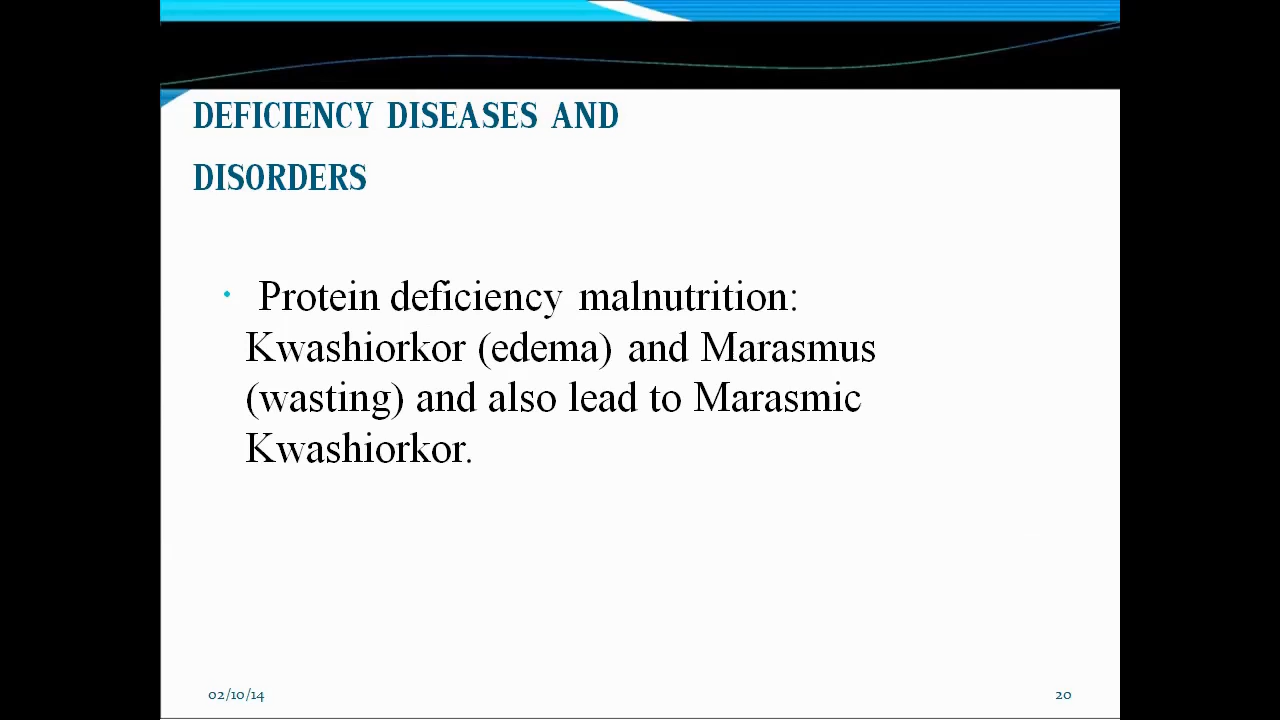 DEFICIENCY DISEASES AND
DISORDERS
• Protein deficiency malnutrition:
Kwashiorkor (edema) and Marasmus
(wasting) and also lead to Marasmic
Kwashiorkor.
02/10/14
20